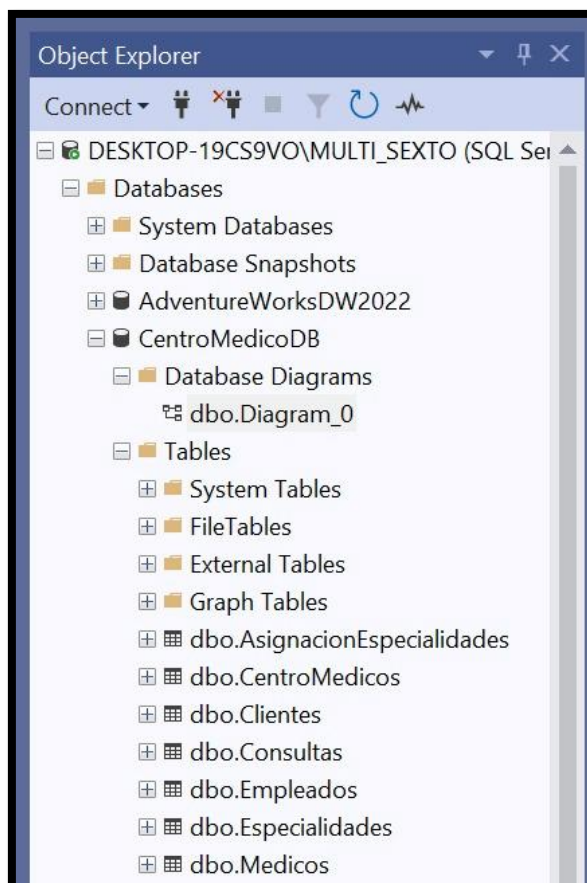 Object Explorer
Connect
DESKTOP-19CS9VO\MULTI_SEXTO (SQL Ser
Databases
System Databases
Database Snapshots
AdventureWorksDW2022
CentroMedicoDB
Database Diagrams
dbo.Diagram_0
Tables
System Tables
FileTables
External Tables
Graph Tables
dbo.AsignacionEspecialidades
dbo.CentroMedicos
dbo.Clientes
dbo.Consultas
dbo.Empleados
dbo.Especialidades
dbo.Medicos